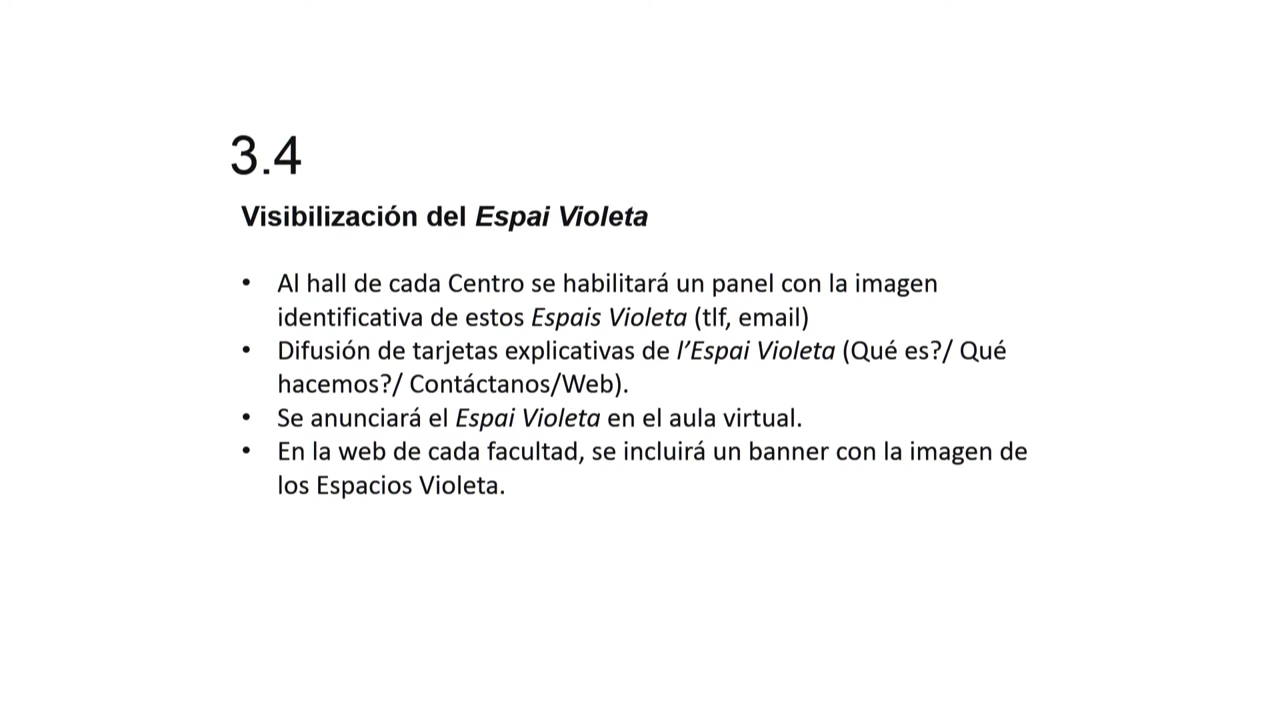 3.4
Visibilización del Espai Violeta
• Al hall de cada Centro se habilitará un panel con la imagen
identificativa de estos Espais Violeta (tlf, email)
• Difusión de tarjetas explicativas de l’Espai Violeta (Qué es?/ Qué
hacemos?/ Contáctanos/Web).
• Se anunciará el Espai Violeta en el aula virtual.
• En la web de cada facultad, se incluirá un banner con la imagen de
los Espacios Violeta.